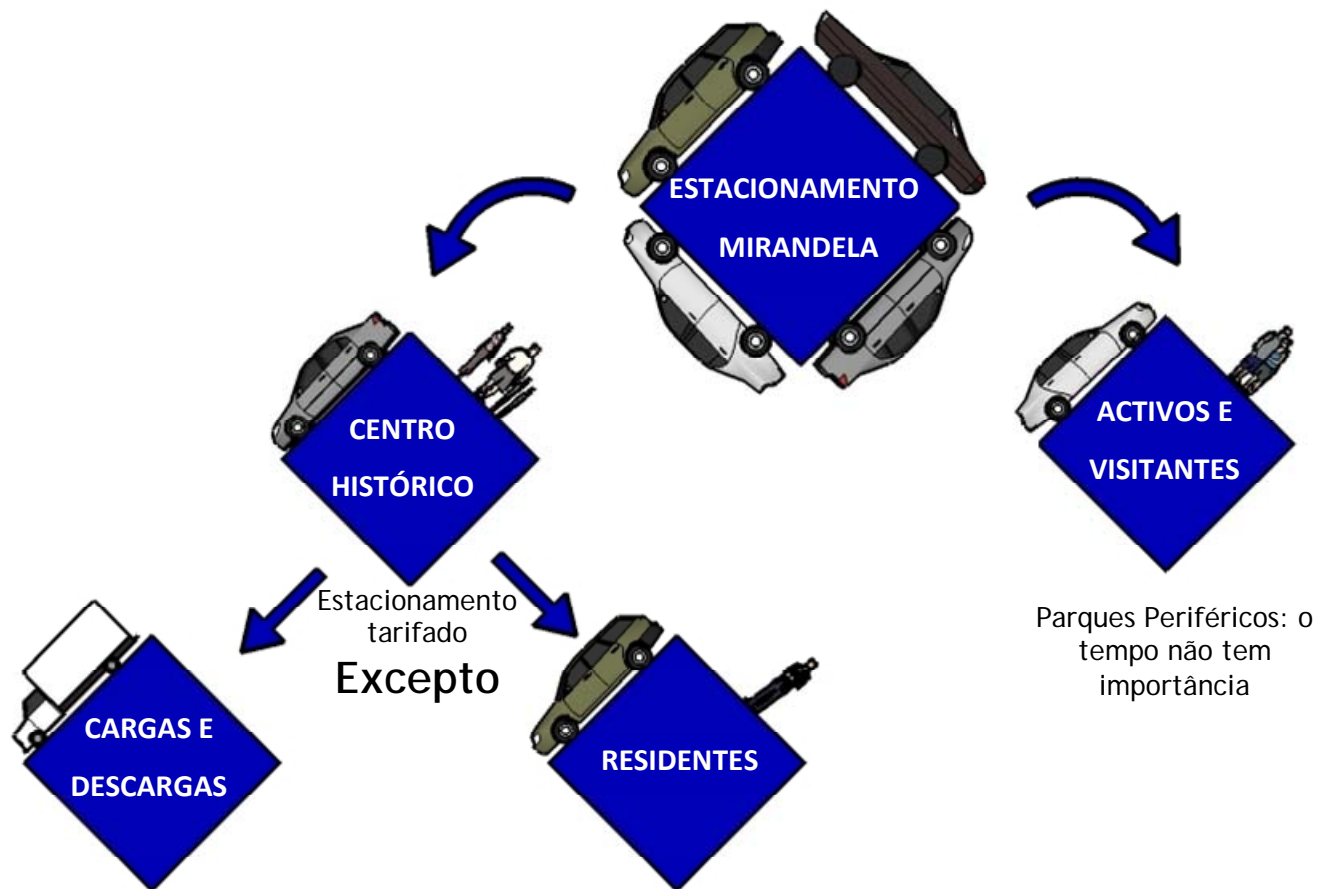 ESTACIONAMENTO
MIRANDELA
CENTRO
HISTÓRICO
ACTIVOS E
VISITANTES
Estacionamento
tarifado
Excepto
Parques Periféricos: o
tempo não tem
importância
CARGAS E
DESCARGAS
RESIDENTES